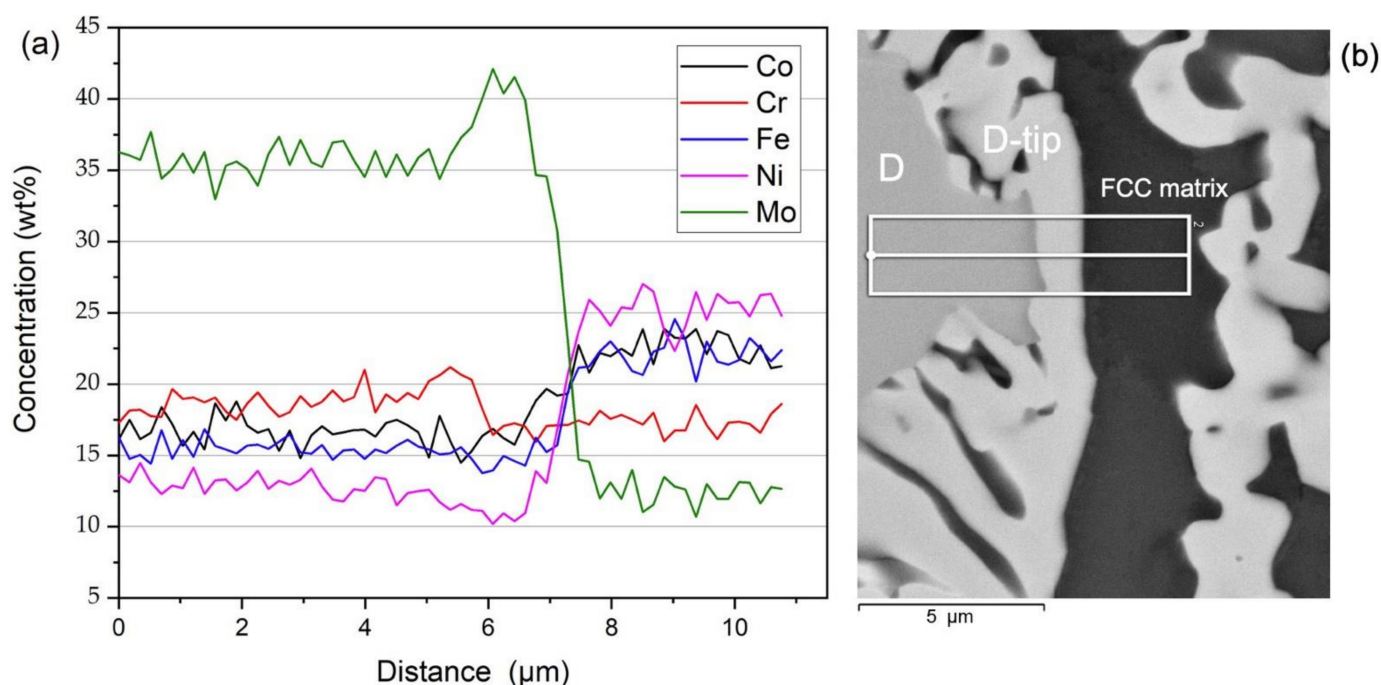 (a)
Concentration (wt%)
45
40
35
30
25
20
15
10
5
0
2
4
6
8
10
Distance (μm)
Co
Cr
Fe
Ni
Mo
(b)
D-tip
D
FCC matrix
2
5 μm